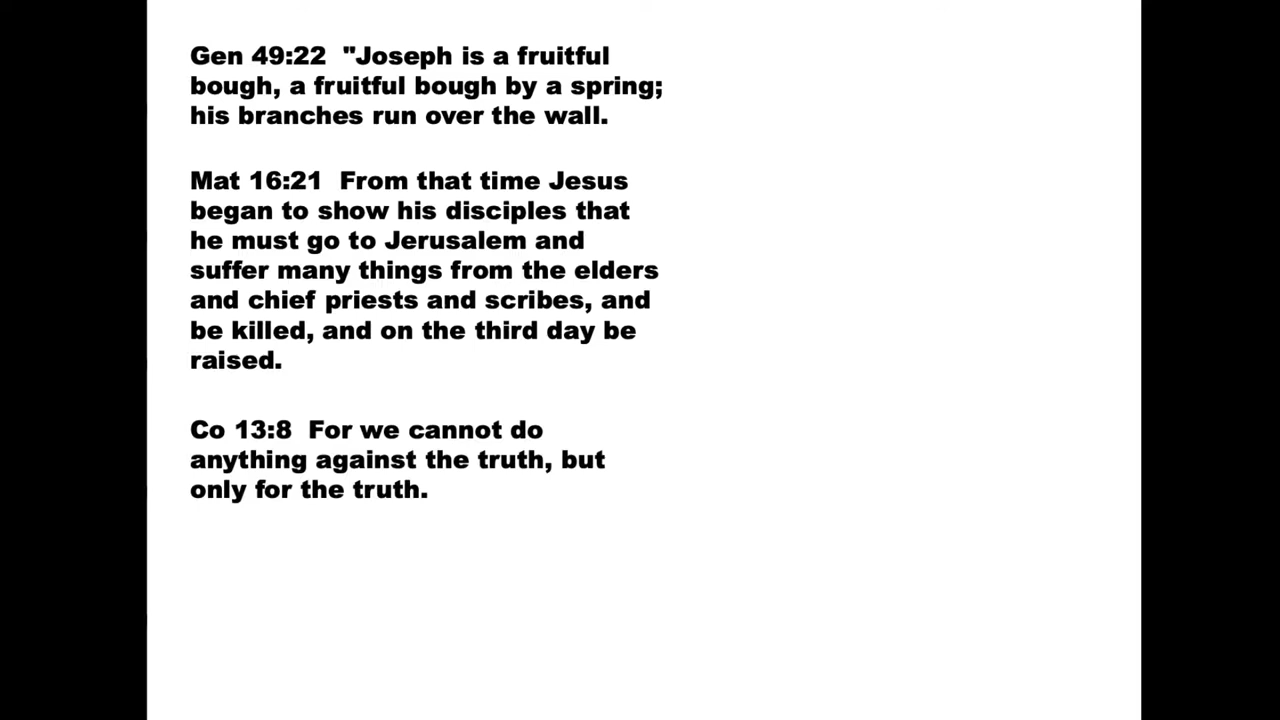 Gen 49:22  "Joseph is a fruitful
bough, a fruitful bough by a spring;
his branches run over the wall.
Mat 16:21  From that time Jesus
began to show his disciples that
he must go to Jerusalem and
suffer many things from the elders
and chief priests and scribes, and
be killed, and on the third day be
raised.
Co 13:8  For we cannot do
anything against the truth, but
only for the truth.